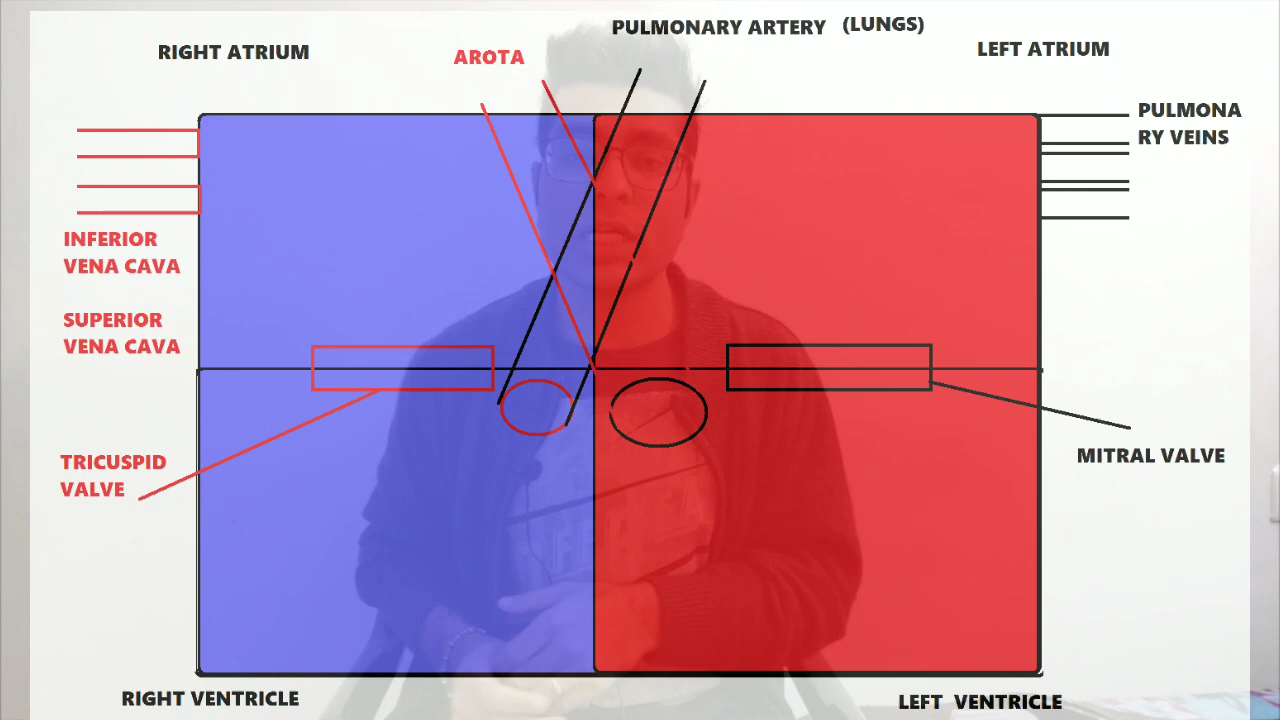 PULMONARY ARTERY (LUNGS)
RIGHT ATRIUM
AROTA
LEFT ATRIUM
PULMONA
RY VEINS
INFERIOR
VENA CAVA
SUPERIOR
VENA CAVA
TRICUSPID
VALVE
MITRAL VALVE
RIGHT VENTRICLE
LEFT VENTRICLE